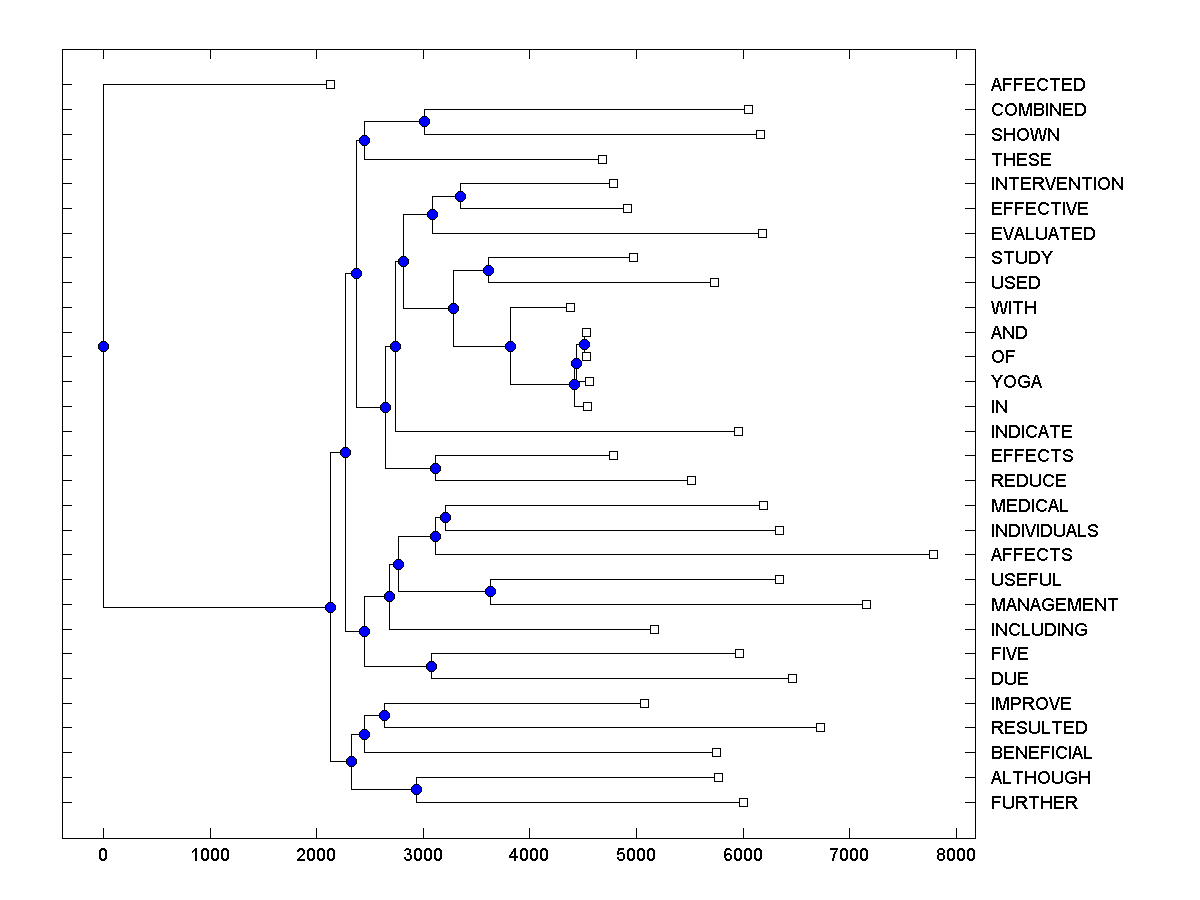 AFFECTED
COMBINED
SHOWN
THESE
INTERVENTION
EFFECTIVE
EVALUATED
STUDY
USED
WITH
AND
OF
YOGA
IN
INDICATE
EFFECTS
REDUCE
MEDICAL
INDIVIDUALS
AFFECTS
USEFUL
MANAGEMENT
INCLUDING
FIVE
DUE
IMPROVE
RESULTED
BENEFICIAL
ALTHOUGH
FURTHER
0 1000 2000 3000 4000 5000 6000 7000 8000